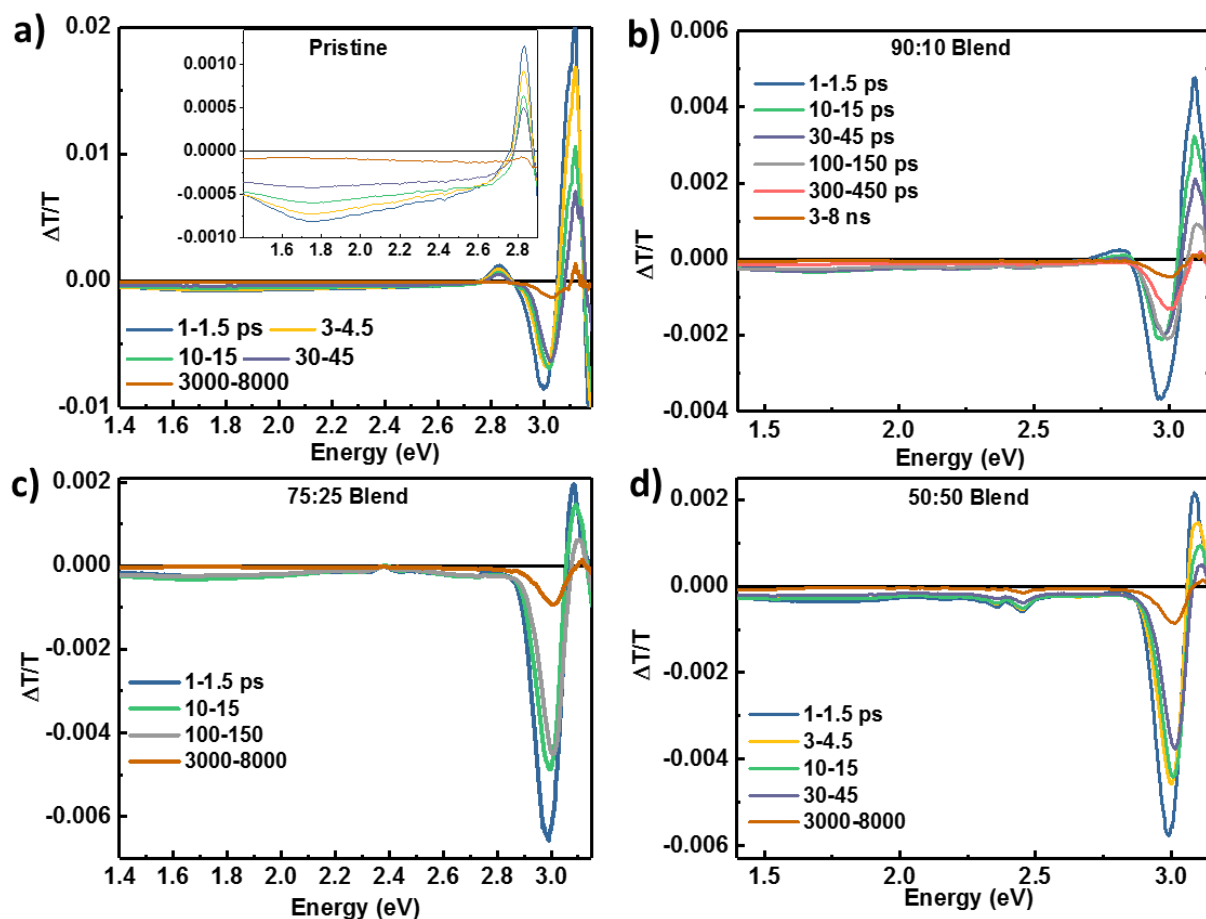 a)
Pristine
0.02
0.01
0.00
-0.01
ΔT/T
0.0010
0.0005
0.0000
-0.0005
-0.0010
1.6 1.8 2.0 2.2 2.4 2.6 2.8
1-1.5 ps 3-4.5
10-15 30-45
3000-8000
1.4 1.6 1.8 2.0 2.2 2.4 2.6 2.8 3.0
Energy (eV)
b)
90:10 Blend
0.006
0.004
0.002
0.000
-0.002
-0.004
ΔT/T
1-1.5 ps
10-15 ps
30-45 ps
100-150 ps
300-450 ps
3-8 ns
1.5 2.0 2.5 3.0
Energy (eV)
c)
75:25 Blend
0.002
0.000
-0.002
-0.004
-0.006
ΔT/T
1-1.5 ps
10-15
100-150
3000-8000
1.4 1.6 1.8 2.0 2.2 2.4 2.6 2.8 3.0
Energy (eV)
d)
50:50 Blend
0.002
0.000
-0.002
-0.004
-0.006
ΔT/T
1-1.5 ps
3-4.5
10-15
30-45
3000-8000
1.5 2.0 2.5 3.0
Energy (eV)